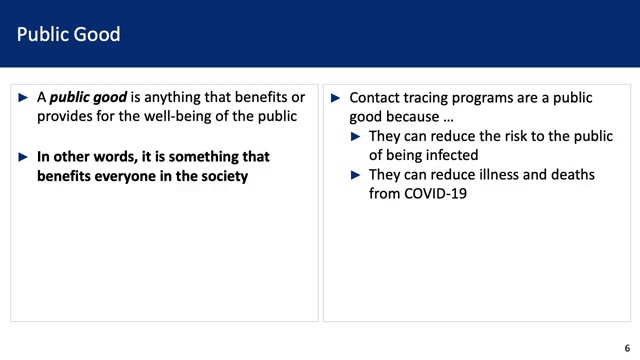 Public Good
► A public good is anything that benefits or
provides for the well-being of the public
► In other words, it is something that
benefits everyone in the society
► Contact tracing programs are a public
good because …
► They can reduce the risk to the public
of being infected
► They can reduce illness and deaths
from COVID-19
6